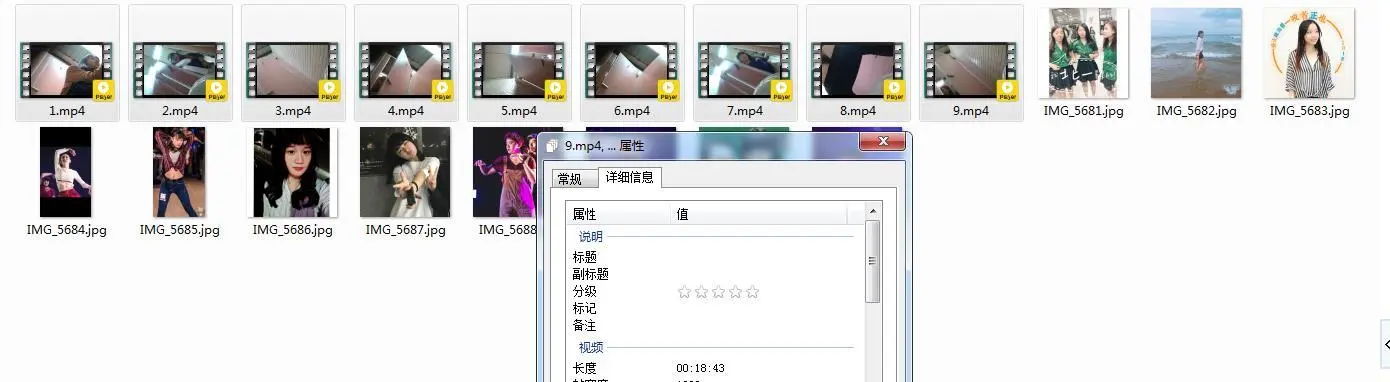 1.mp4
2.mp4
3.mp4
4.mp4
5.mp4
6.mp4
7.mp4
8.mp4
9.mp4
IMG_5681.jpg
IMG_5682.jpg
IMG_5683.jpg
IMG_5684.jpg
IMG_5685.jpg
IMG_5686.jpg
IMG_5687.jpg
IMG_5688
9.mp4, ... 属性
常规
详细信息
属性
值
说明
标题
副标题
分级
标记
备注
视频
长度
00:18:43